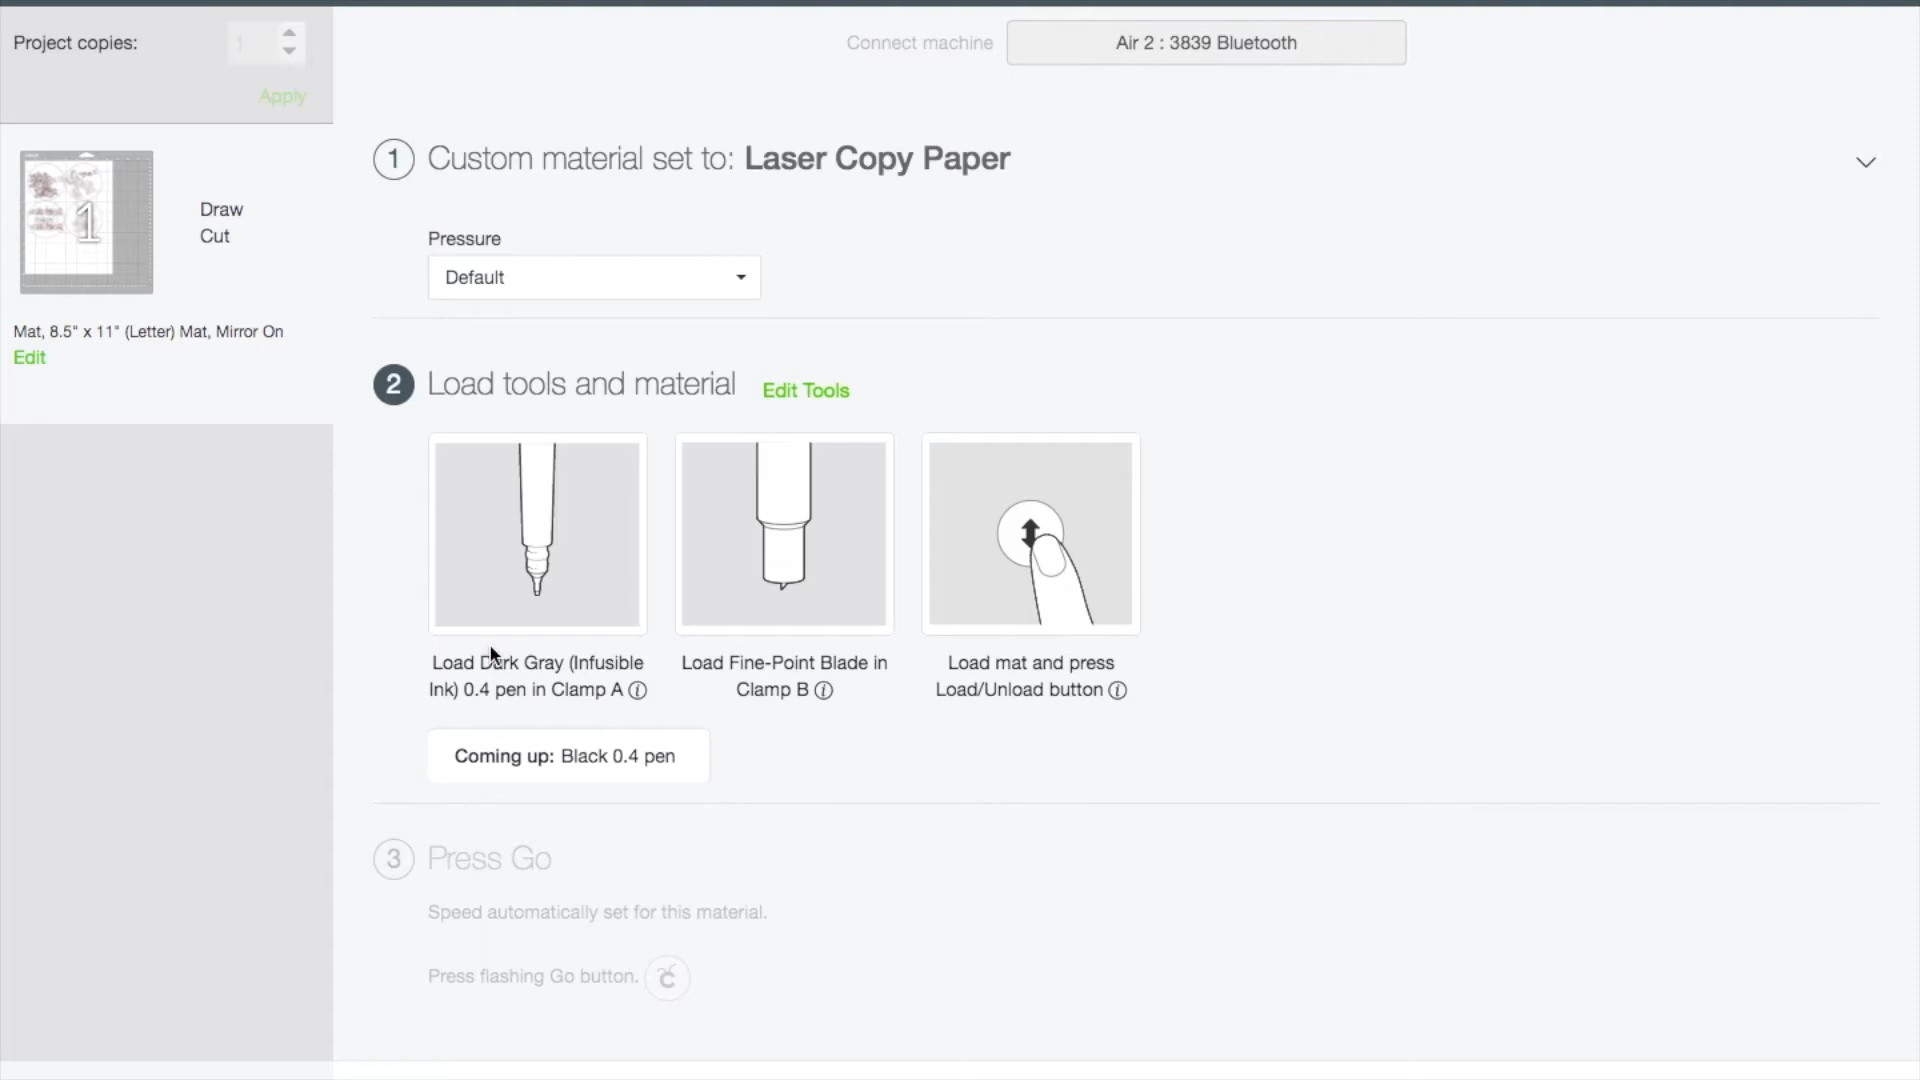 Project copies:
1
Apply
Connect machine
Air 2 : 3839 Bluetooth
1
Draw
Cut
Mat, 8.5" x 11" (Letter) Mat, Mirror On
Edit
1 Custom material set to: Laser Copy Paper
Pressure
Default
2 Load tools and material
Edit Tools
Load Dark Gray (Infusible
Ink) 0.4 pen in Clamp A
Load Fine-Point Blade in
Clamp B
Load mat and press
Load/Unload button
Coming up: Black 0.4 pen
3 Press Go
Speed automatically set for this material.
Press flashing Go button.